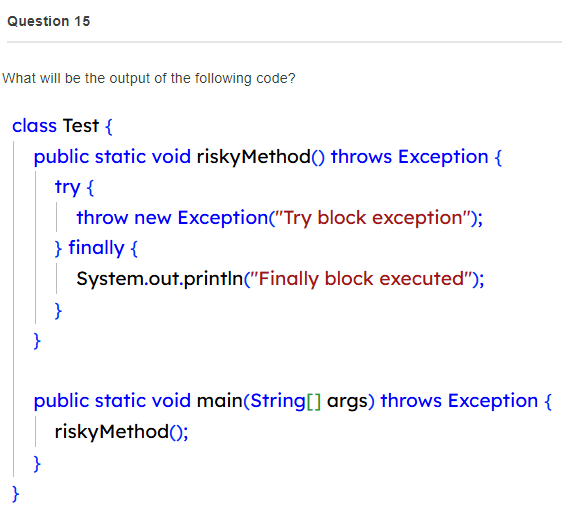 Question 15
What will be the output of the following code?
class Test {
public static void riskyMethod() throws Exception {
try {
throw new Exception("Try block exception");
} finally {
System.out.println("Finally block executed");
}
}
public static void main(String[] args) throws Exception {
riskyMethod();
}
}